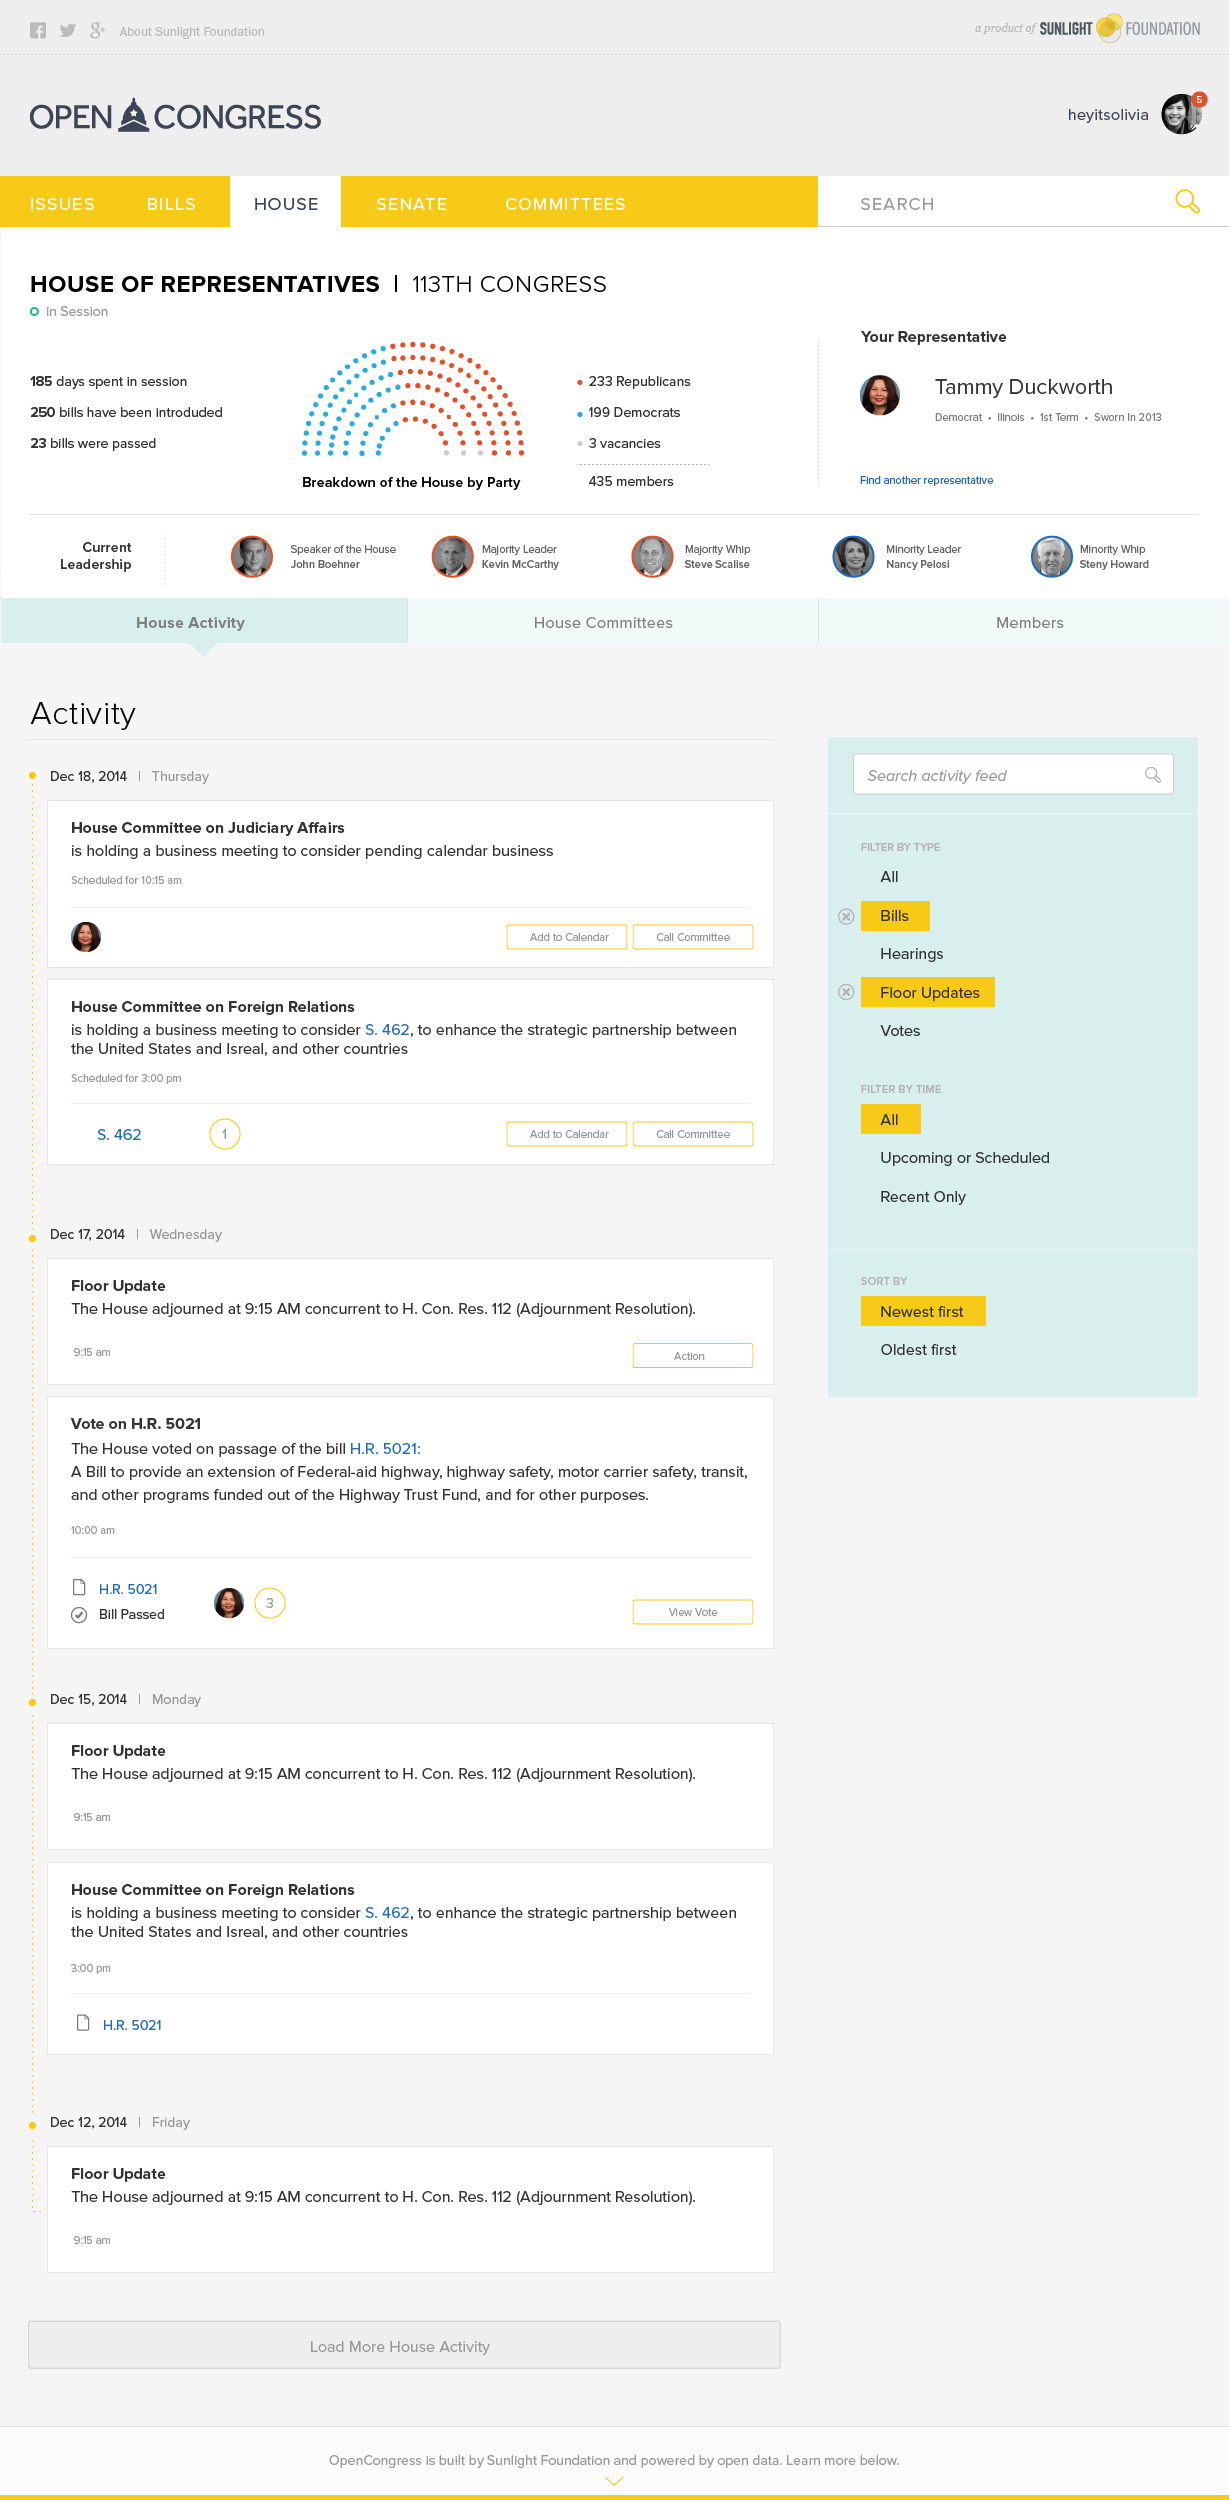 About Sunlight Foundation
a product of SUNLIGHT FOUNDATION
OPEN CONGRESS
heyitsolivia
5
ISSUES BILLS HOUSE SENATE COMMITTEES SEARCH
HOUSE OF REPRESENTATIVES | 113TH CONGRESS
in Session
185 days spent in session
250 bills have been introduded
23 bills were passed
Breakdown of the House by Party
233 Republicans
199 Democrats
3 vacancies
435 members
Your Representative
Tammy Duckworth
Democrat • Illinois • 1st Term • Sworn In 2013
Find another representative
Current
Leadership
Speaker of the House
John Boehner
Majority Leader
Kevin McCarthy
Majority Whip
Steve Scalise
Minority Leader
Nancy Pelosi
Minority Whip
Steny Howard
House Activity
House Committees
Members
Activity
Dec 18, 2014 | Thursday
House Committee on Judiciary Affairs
is holding a business meeting to consider pending calendar business
Scheduled for 10:15 am
Add to Calendar
Call Committee
House Committee on Foreign Relations
is holding a business meeting to consider S. 462, to enhance the strategic partnership between
the United States and Isreal, and other countries
Scheduled for 3:00 pm
S. 462
1
Add to Calendar
Call Committee
Dec 17, 2014 | Wednesday
Floor Update
The House adjourned at 9:15 AM concurrent to H. Con. Res. 112 (Adjournment Resolution).
9:15 am
Action
Vote on H.R. 5021
The House voted on passage of the bill H.R. 5021:
A Bill to provide an extension of Federal-aid highway, highway safety, motor carrier safety, transit,
and other programs funded out of the Highway Trust Fund, and for other purposes.
10:00 am
H.R. 5021
Bill Passed
3
View Vote
Dec 15, 2014 | Monday
Floor Update
The House adjourned at 9:15 AM concurrent to H. Con. Res. 112 (Adjournment Resolution).
9:15 am
House Committee on Foreign Relations
is holding a business meeting to consider S. 462, to enhance the strategic partnership between
the United States and Isreal, and other countries
3:00 pm
H.R. 5021
Dec 12, 2014 | Friday
Floor Update
The House adjourned at 9:15 AM concurrent to H. Con. Res. 112 (Adjournment Resolution).
9:15 am
Load More House Activity
Search activity feed
FILTER BY TYPE
All
Bills
Hearings
Floor Updates
Votes
FILTER BY TIME
All
Upcoming or Scheduled
Recent Only
SORT BY
Newest first
Oldest first
OpenCongress is built by Sunlight Foundation and powered by open data. Learn more below.